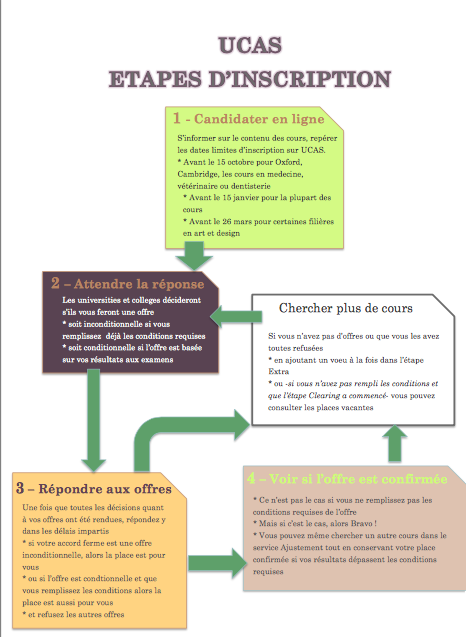 UCAS
ETAPES D'INSCRIPTION
1 - Candidater en ligne
S'informer sur le contenu des cours, repérer
les dates limites d'inscription sur UCAS.
* Avant le 15 octobre pour Oxford,
Cambridge, les cours en medecine,
vétérinaire ou dentisterie
* Avant le 15 janvier pour la plupart des
cours
* Avant le 26 mars pour certaines filières
en art et design
2 – Attendre la réponse
Les universities et colleges décideront
s'ils vous feront une offre
* soit inconditionnelle si vous
remplissez déjà les conditions requises
* soit conditionnelle si l'offre est basée
sur vos résultats aux examens
Chercher plus de cours
Si vous n'avez pas d'offres ou que vous les avez
toutes refusées
* en ajoutant un voeu à la fois dans l'étape
Extra
* ou -si vous n'avez pas rempli les conditions et
que l'étape Clearing a commencé- vous pouvez
consulter les places vacantes
3 – Répondre aux offres
Une fois que toutes les décisions quant
à vos offres ont été rendues, répondez y
dans les délais impartis
* si votre accord ferme est une offre
inconditionnelle, alors la place est pour
vous
* ou si l'offre est condtionnelle et que
vous remplissez les conditions alors la
place est aussi pour vous
* et refusez les autres offres
4 – Voir si l'offre est confirmée
* Ce n'est pas le cas si vous ne remplissez pas les
conditions requises de l'offre
* Mais si c'est le cas, alors Bravo !
* Vous pouvez même chercher un autre cours dans le
service Ajustement tout en conservant votre place
confirmée si vos résultats dépassent les conditions
requises